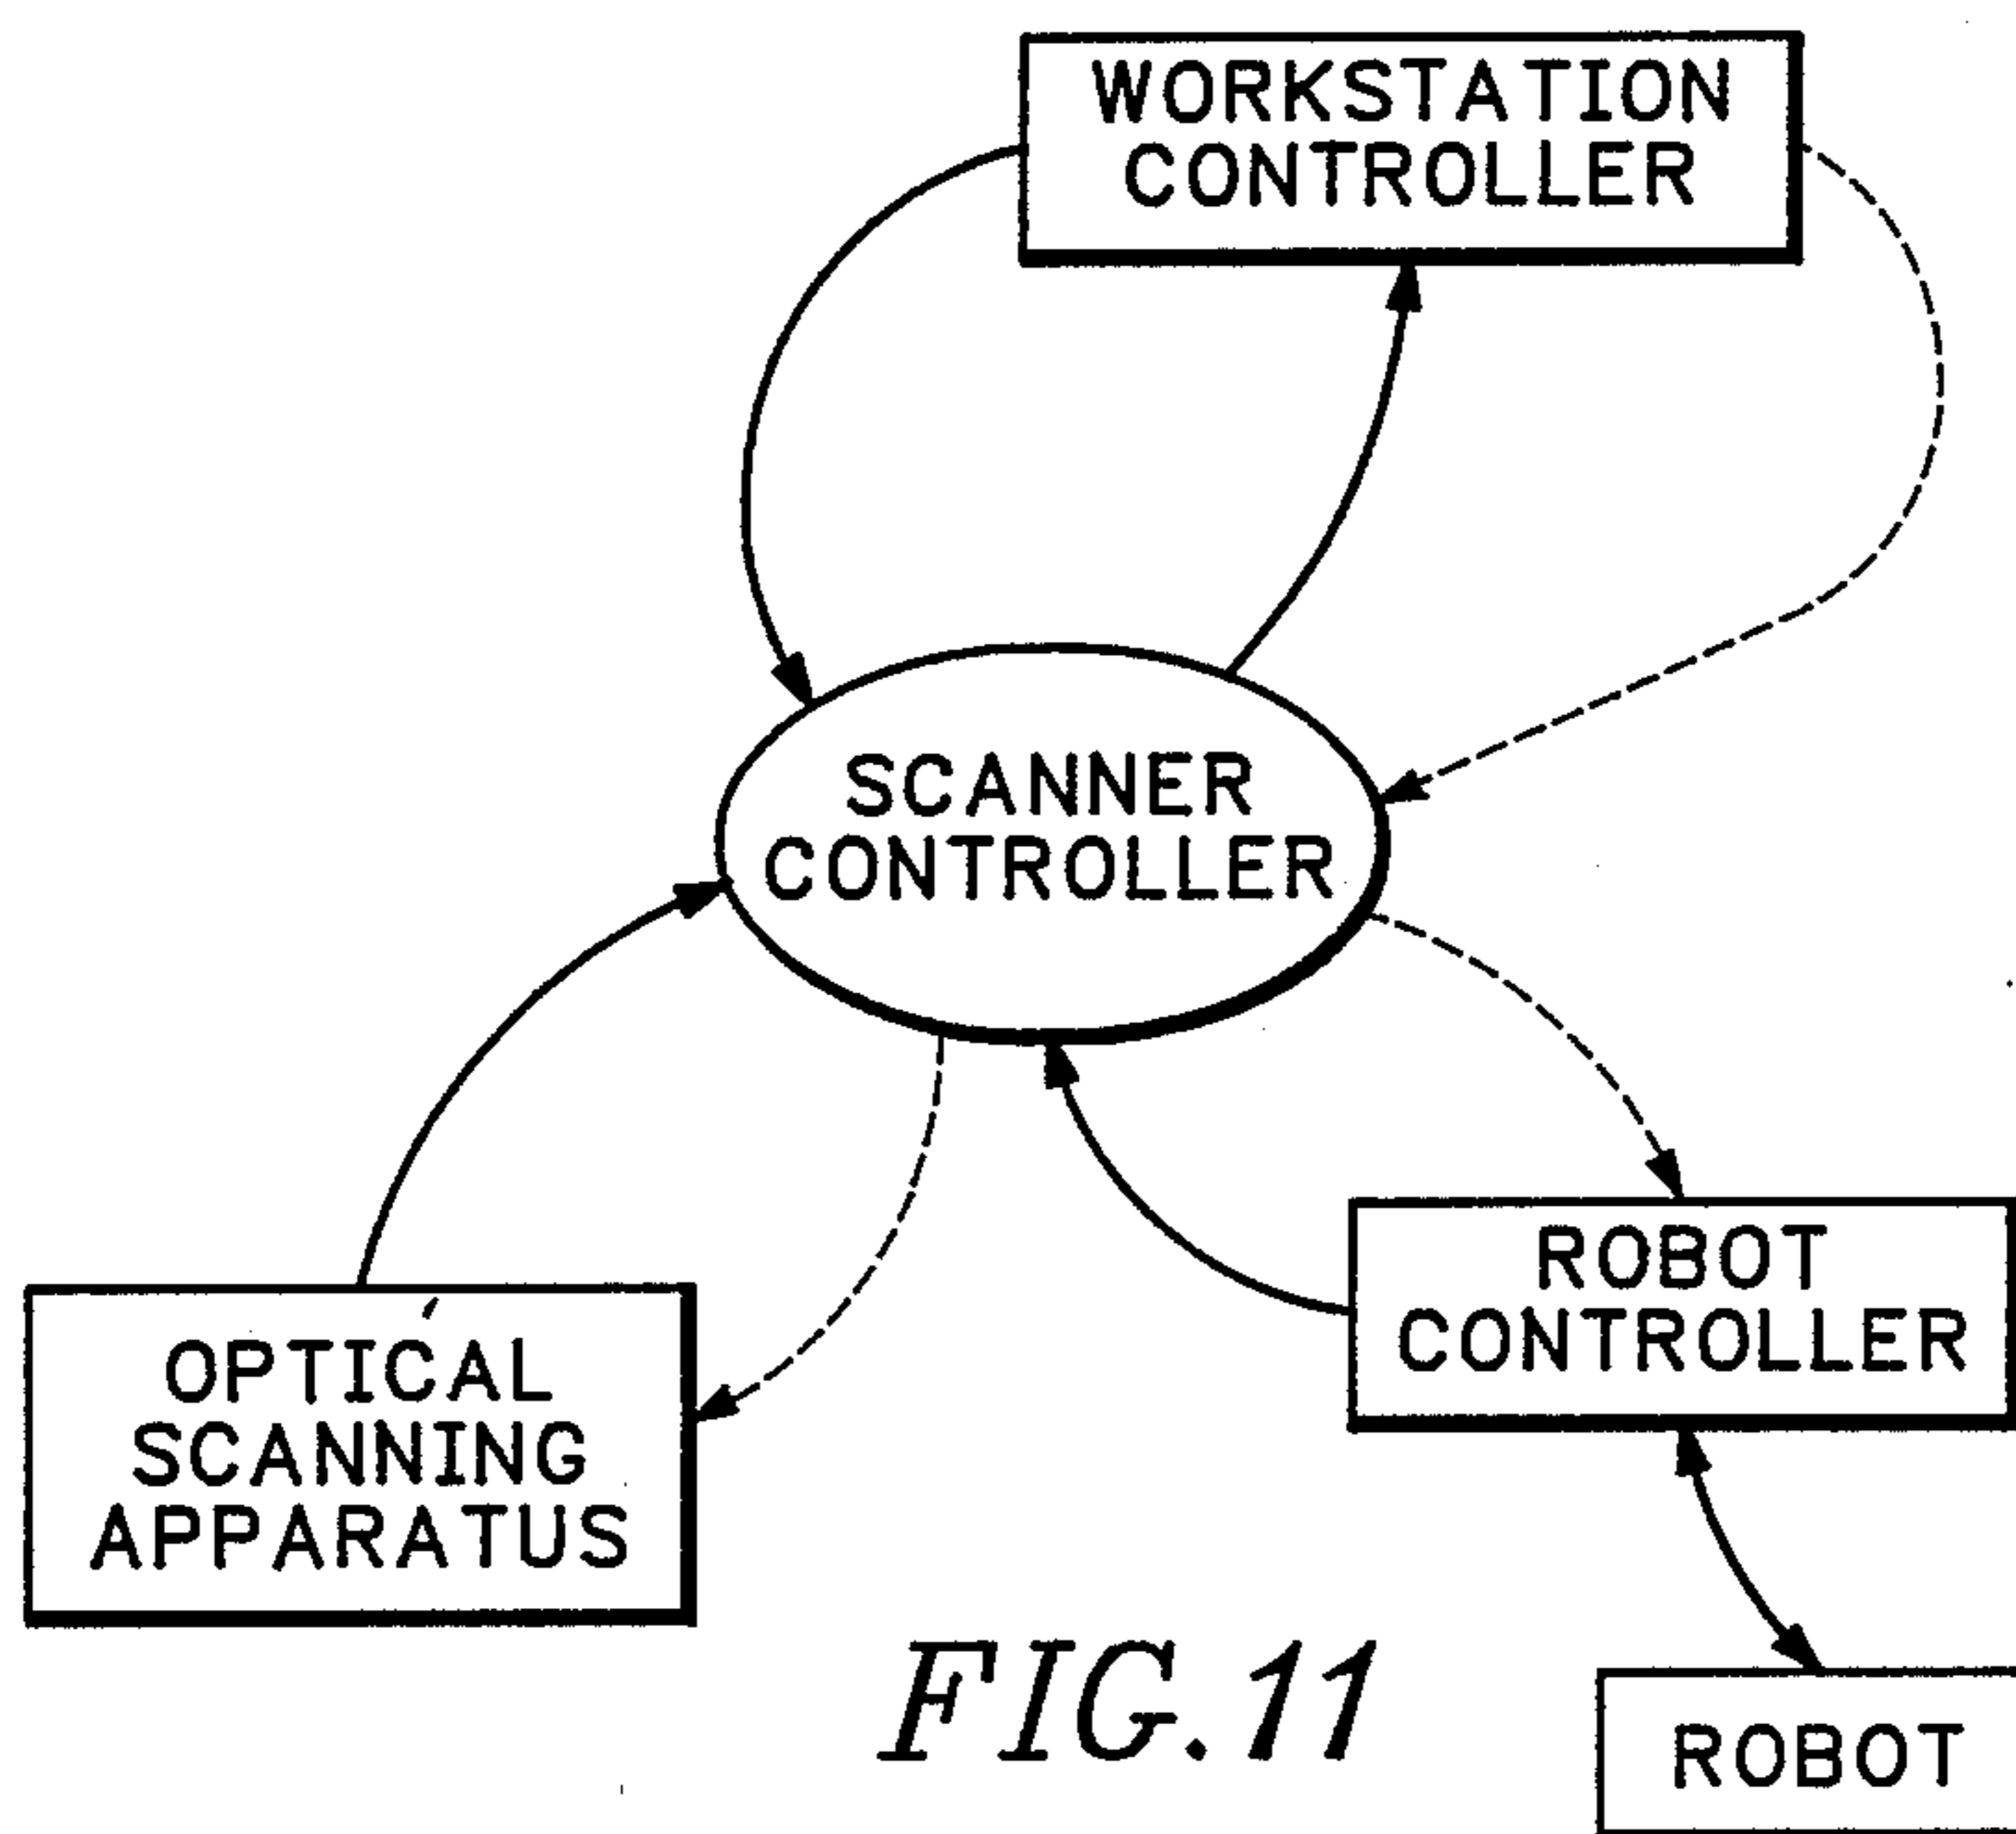 WORKSTATION
CONTROLLER
SCANNER
CONTROLLER
ROBOT
CONTROLLER
OPTICAL
SCANNING
APPARATUS
FIG.11
ROBOT